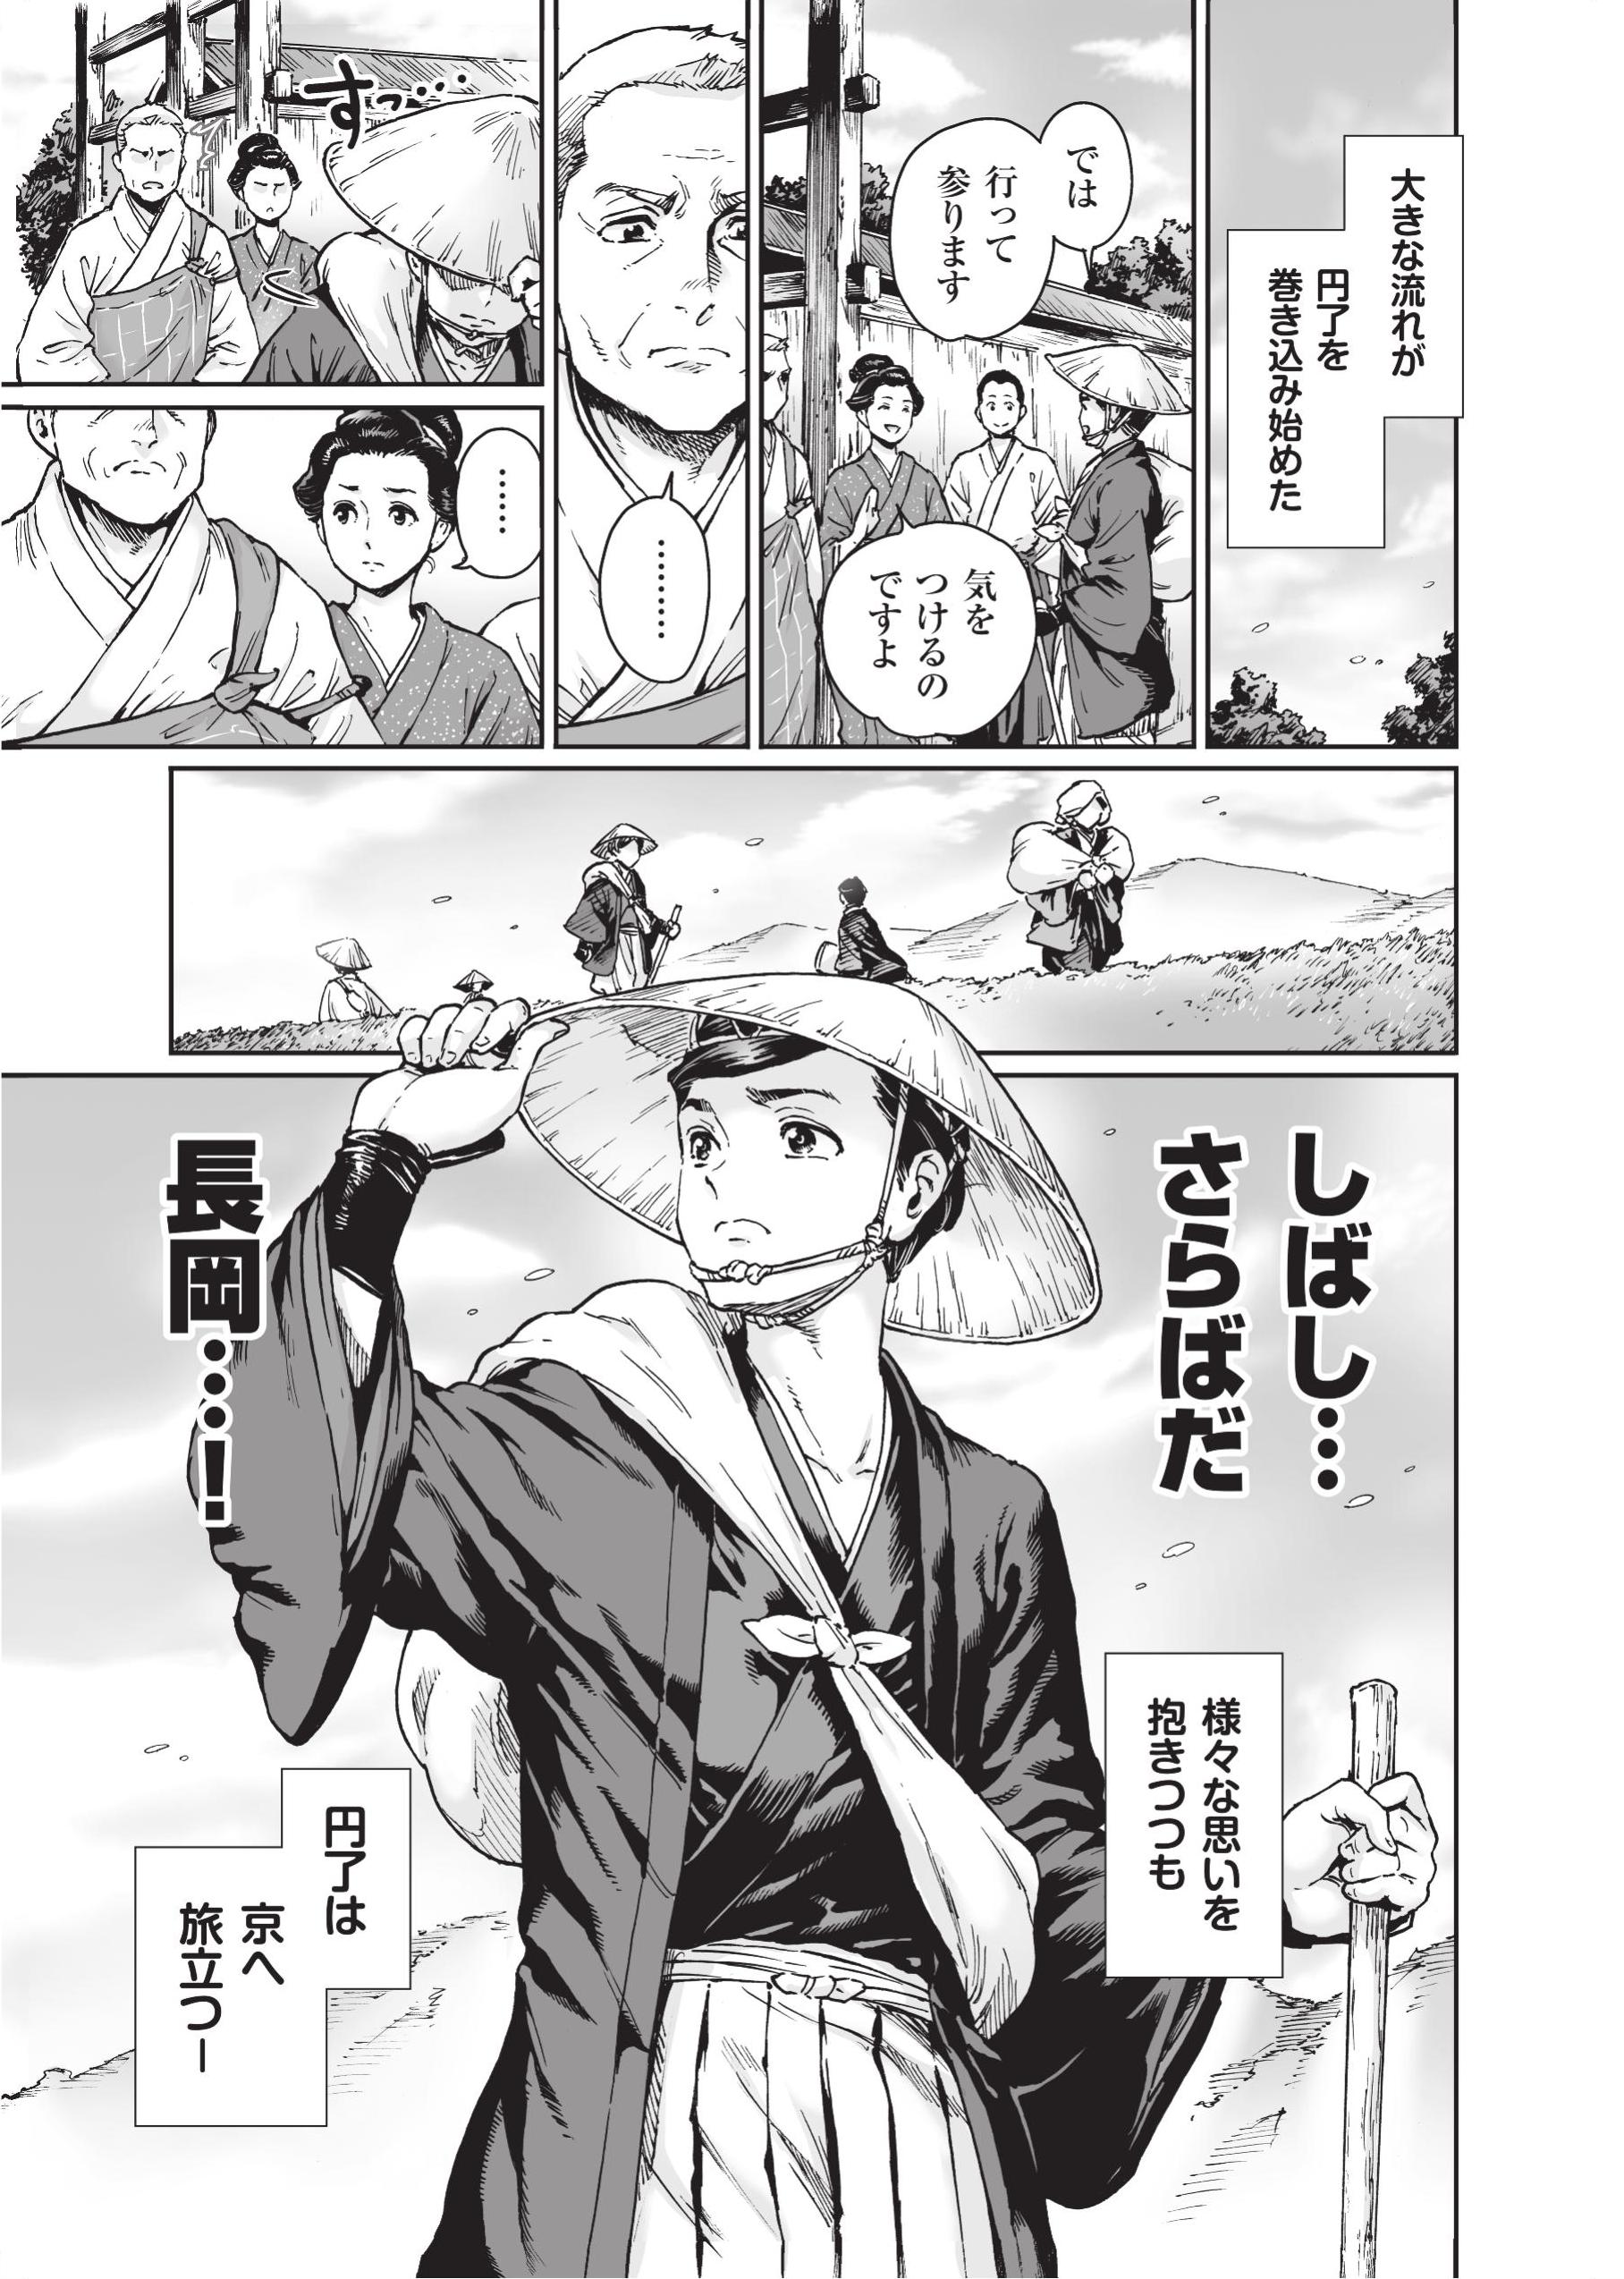 大きな流れが
円了を
巻き込み始めた
では
行って
参ります
気を
つけるの
ですよ
………
すっ…
……
しばし…
さらばだ
長岡……!
様々な思いを
抱きつつも
円了は
京へ
旅立つー